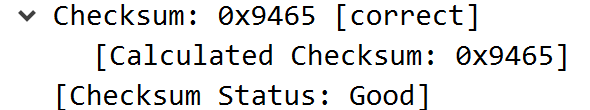 Checksum: 0x9465 [correct]
[Calculated Checksum: 0x9465]
[Checksum Status: Good]